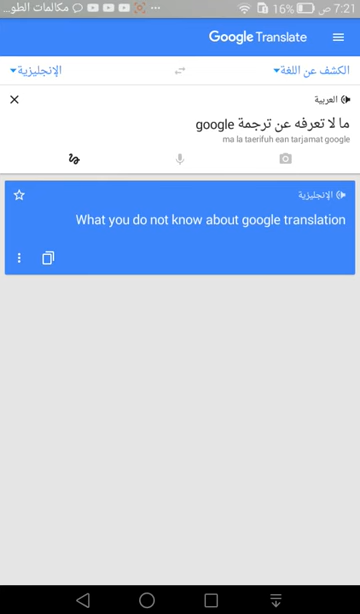 مكالمات الطو... 16% 7:21 ص
Google Translate
الكشف عن اللغة
الإنجليزية
العربية
ما لا تعرفه عن ترجمة google
ma la taerifuh ean tarjamat google
الإنجليزية
What you do not know about google translation